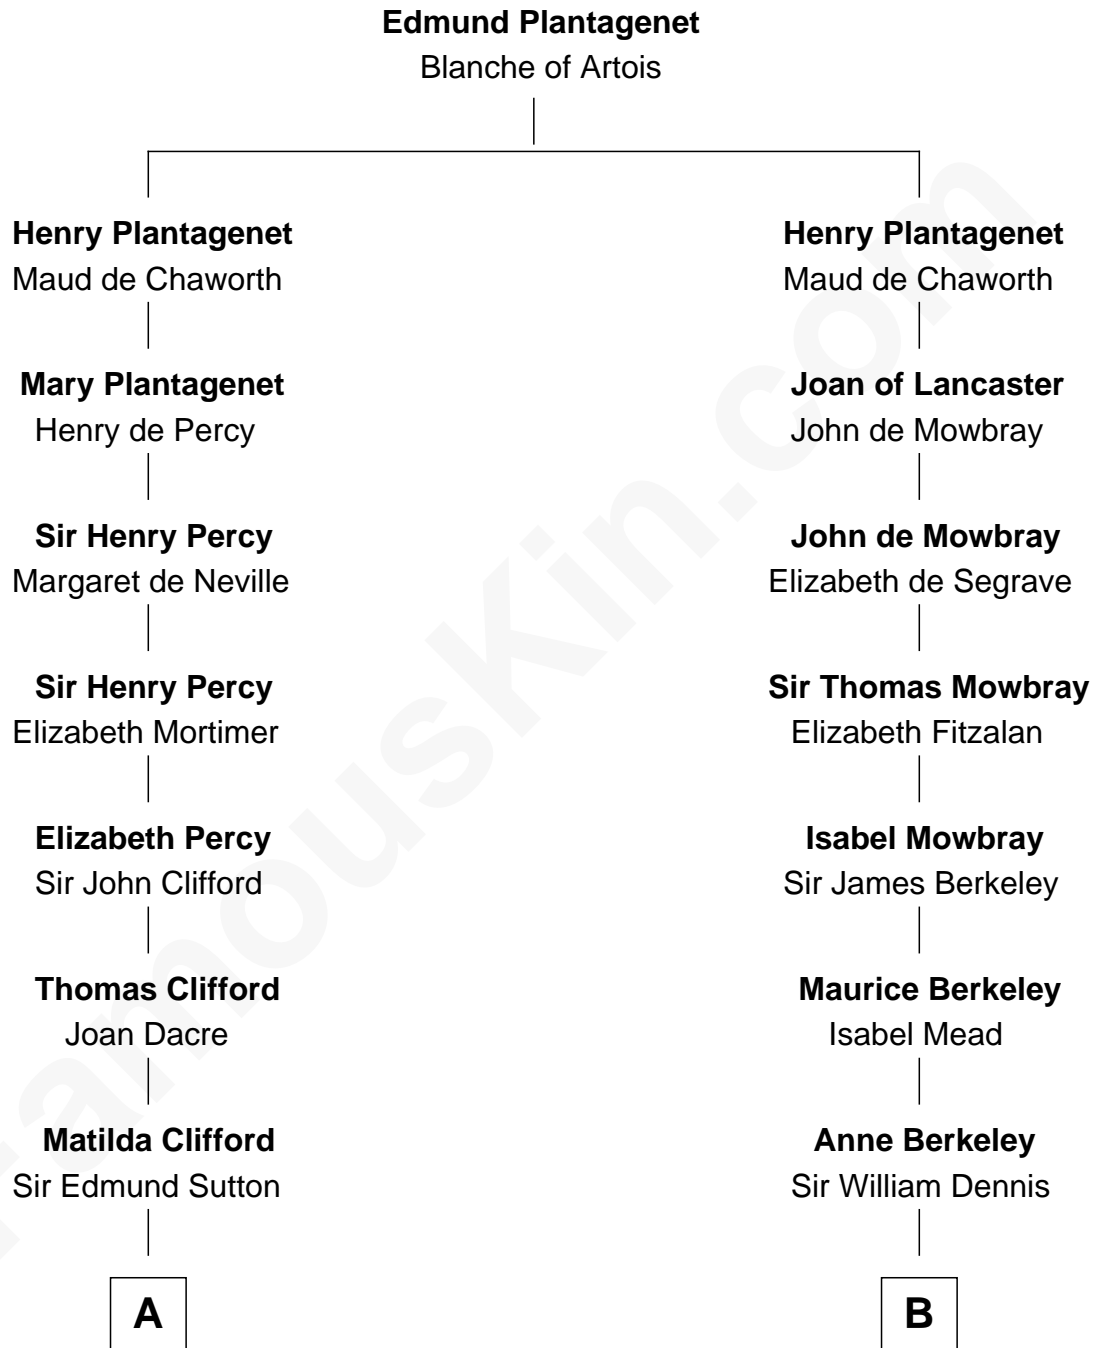 Edmund Plantagenet
Blanche of Artois
Henry Plantagenet
Maud de Chaworth
Henry Plantagenet
Maud de Chaworth
Mary Plantagenet
Henry de Percy
Joan of Lancaster
John de Mowbray
Sir Henry Percy
Margaret de Neville
John de Mowbray
Elizabeth de Segrave
Sir Henry Percy
Elizabeth Mortimer
Sir Thomas Mowbray
Elizabeth Fitzalan
Elizabeth Percy
Sir John Clifford
Isabel Mowbray
Sir James Berkeley
Thomas Clifford
Joan Dacre
Maurice Berkeley
Isabel Mead
Matilda Clifford
Sir Edmund Sutton
Anne Berkeley
Sir William Dennis
A
B
FamousKin.com